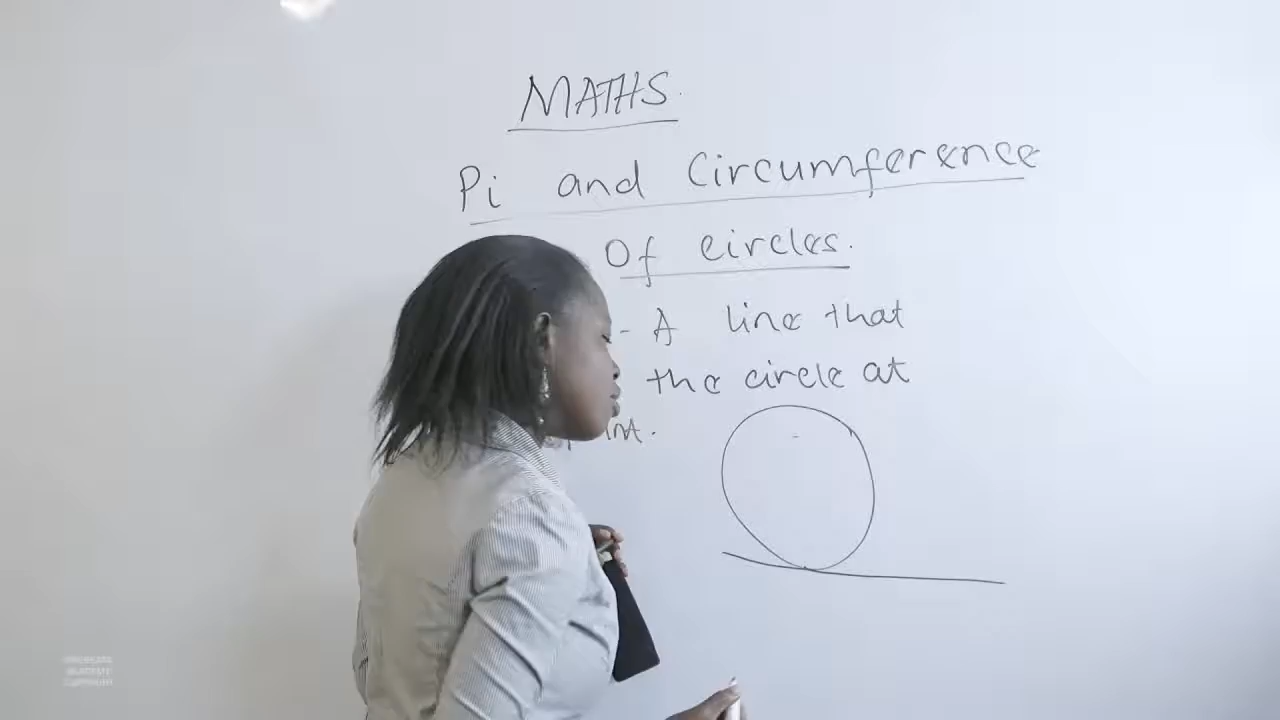 MATHS.
Pi and Circumference
Of circles.
- A line that
the circle at